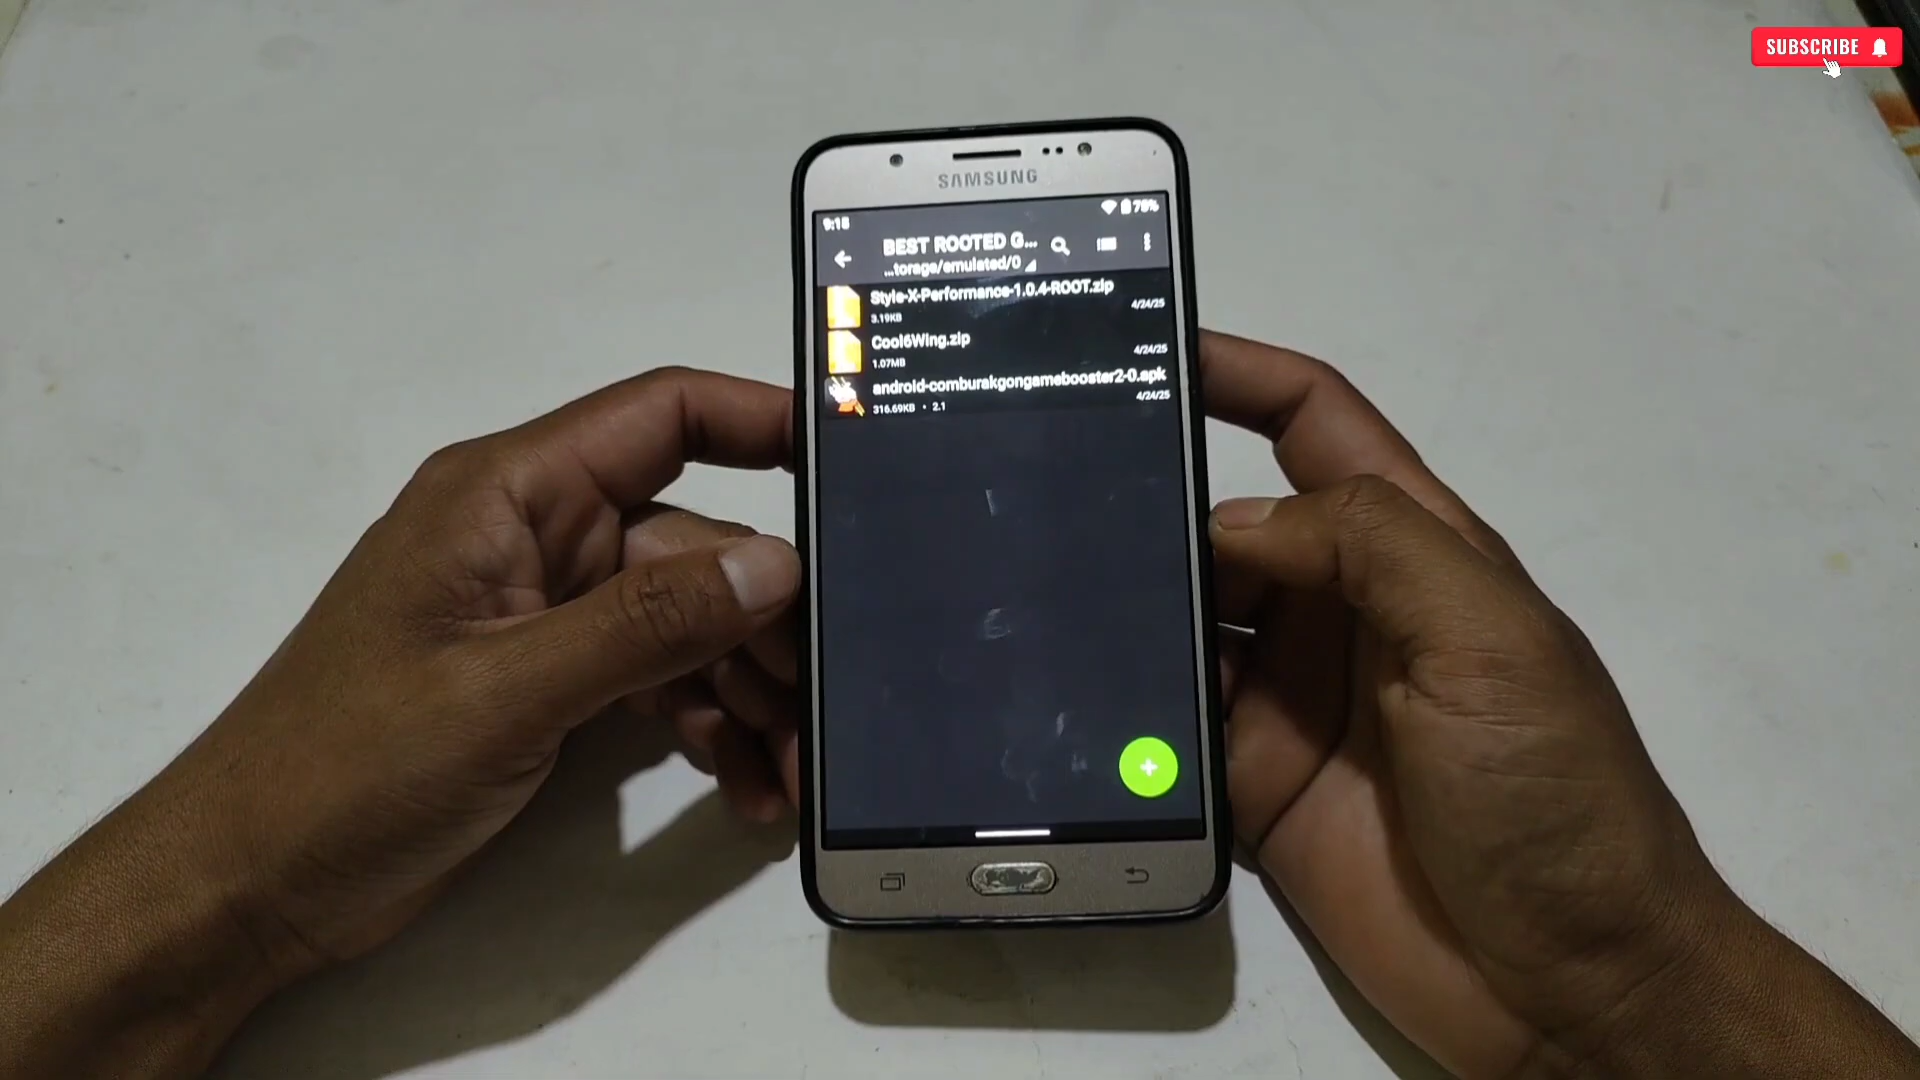 SUBSCRIBE
SAMSUNG
9:15
75%
BEST ROOTED G...
...torage/emulated/0
Style-X-Performance-1.0.4-ROOT.zip
3.19KB
4/24/25
Cool6Wing.zip
1.07MB
4/24/25
android-comburakgongamebooster2-0.apk
316.69KB • 2.1
4/24/25